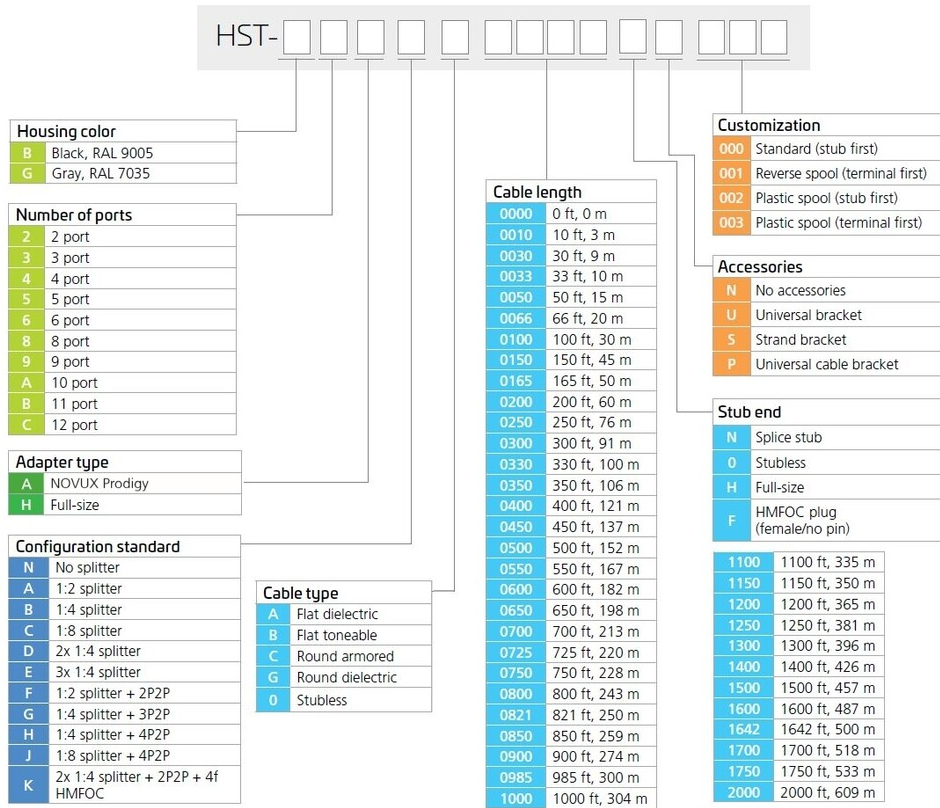 HST-
Housing color
B Black, RAL 9005
G Gray, RAL 7035
Number of ports
2 2 port
3 3 port
4 4 port
5 5 port
6 6 port
8 8 port
9 9 port
A 10 port
B 11 port
C 12 port
Adapter type
A NOVUX Prodigy
H Full-size
Configuration standard
N No splitter
A 1:2 splitter
B 1:4 splitter
C 1:8 splitter
D 2x 1:4 splitter
E 3x 1:4 splitter
F 1:2 splitter + 2P2P
G 1:4 splitter + 3P2P
H 1:4 splitter + 4P2P
J 1:8 splitter + 4P2P
K 2x 1:4 splitter + 2P2P + 4f
HMFOC
Cable type
A Flat dielectric
B Flat toneable
C Round armored
G Round dielectric
0 Stubless
Cable length
0000 0 ft, 0 m
0010 10 ft, 3 m
0030 30 ft, 9 m
0033 33 ft, 10 m
0050 50 ft, 15 m
0066 66 ft, 20 m
0100 100 ft, 30 m
0150 150 ft, 45 m
0165 165 ft, 50 m
0200 200 ft, 60 m
0250 250 ft, 76 m
0300 300 ft, 91 m
0330 330 ft, 100 m
0350 350 ft, 106 m
0400 400 ft, 121 m
0450 450 ft, 137 m
0500 500 ft, 152 m
0550 550 ft, 167 m
0600 600 ft, 182 m
0650 650 ft, 198 m
0700 700 ft, 213 m
0725 725 ft, 220 m
0750 750 ft, 228 m
0800 800 ft, 243 m
0821 821 ft, 250 m
0850 850 ft, 259 m
0900 900 ft, 274 m
0985 985 ft, 300 m
1000 1000 ft, 304 m
1100 1100 ft, 335 m
1150 1150 ft, 350 m
1200 1200 ft, 365 m
1250 1250 ft, 381 m
1300 1300 ft, 396 m
1400 1400 ft, 426 m
1500 1500 ft, 457 m
1600 1600 ft, 487 m
1642 1642 ft, 500 m
1700 1700 ft, 518 m
1750 1750 ft, 533 m
2000 2000 ft, 609 m
Stub end
N Splice stub
0 Stubless
H Full-size
F HMFOC plug
(female/no pin)
Accessories
N No accessories
U Universal bracket
S Strand bracket
P Universal cable bracket
Customization
000 Standard (stub first)
001 Reverse spool (terminal first)
002 Plastic spool (stub first)
003 Plastic spool (terminal first)